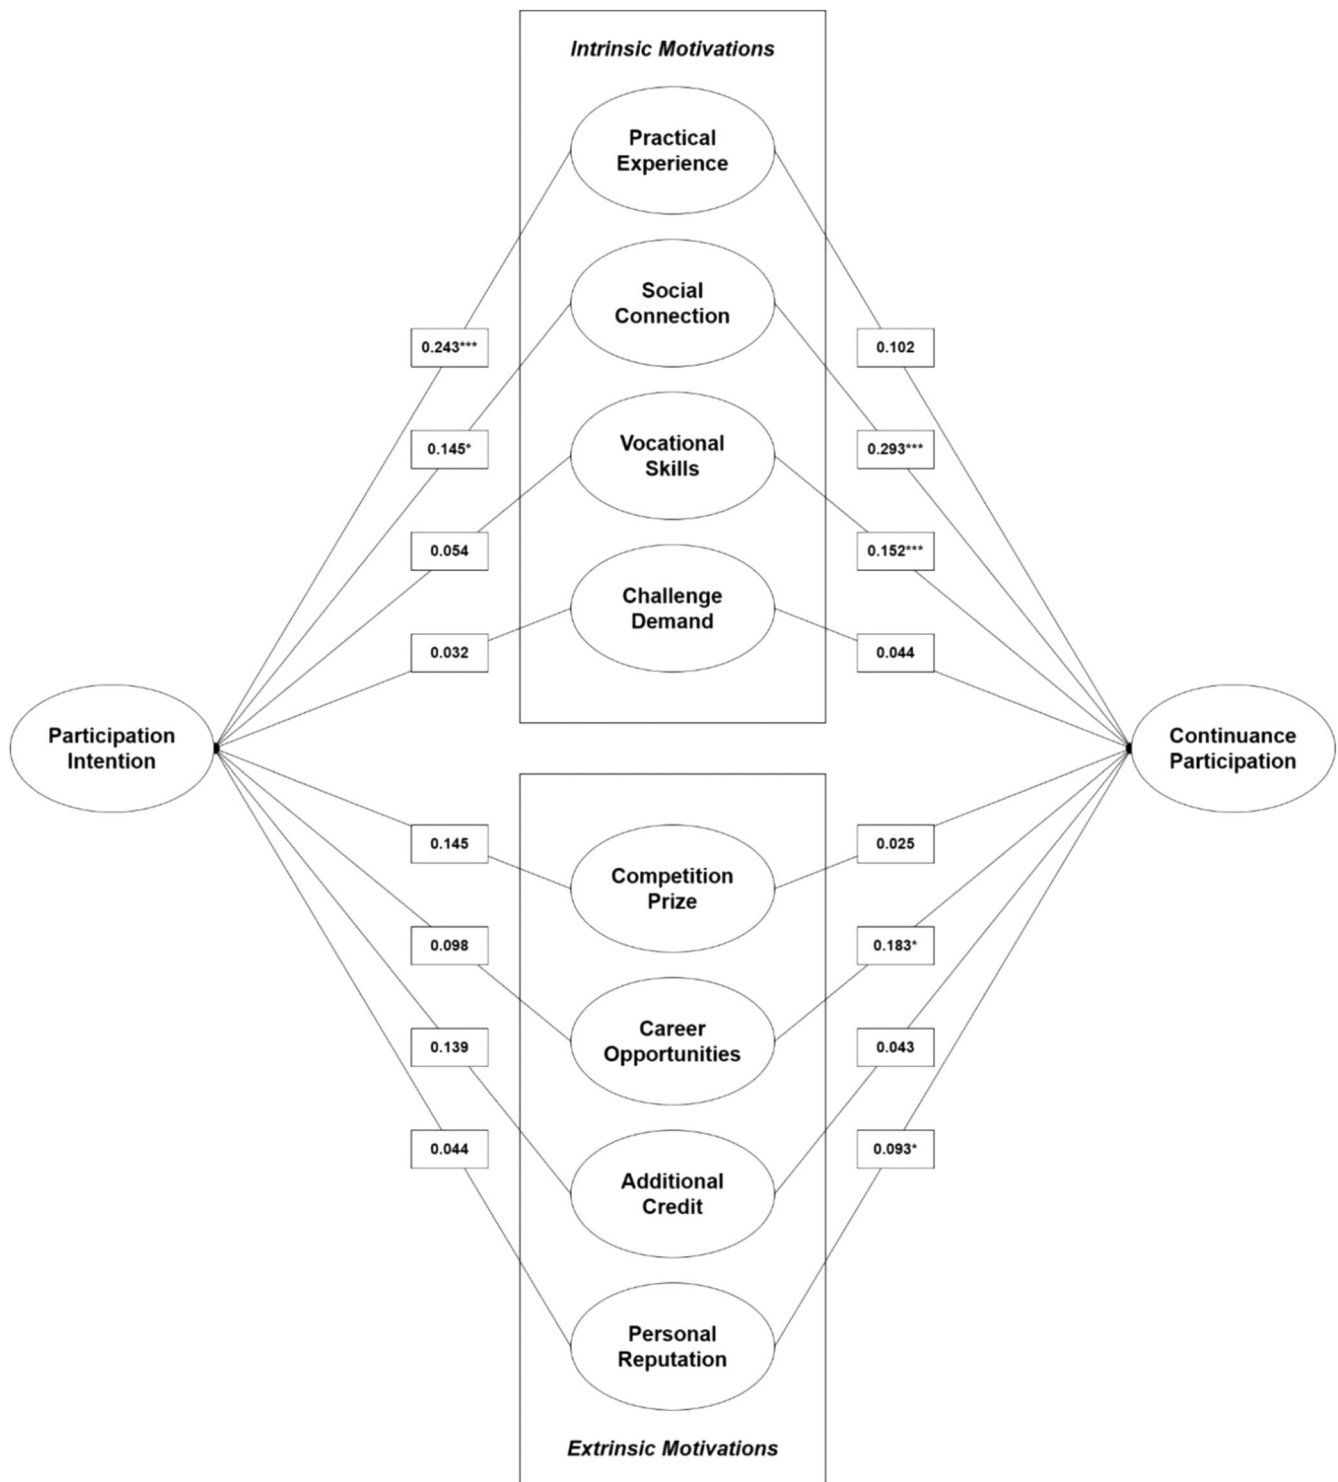 Intrinsic Motivations
Practical
Experience
Social
Connection
0.243***
0.102
Vocational
Skills
0.145*
0.293***
0.054
0.152***
Challenge
Demand
0.032
0.044
Participation
Intention
Continuance
Participation
0.145
0.025
Competition
Prize
0.098
0.183*
Career
Opportunities
0.139
0.043
0.044
0.093*
Additional
Credit
Personal
Reputation
Extrinsic Motivations